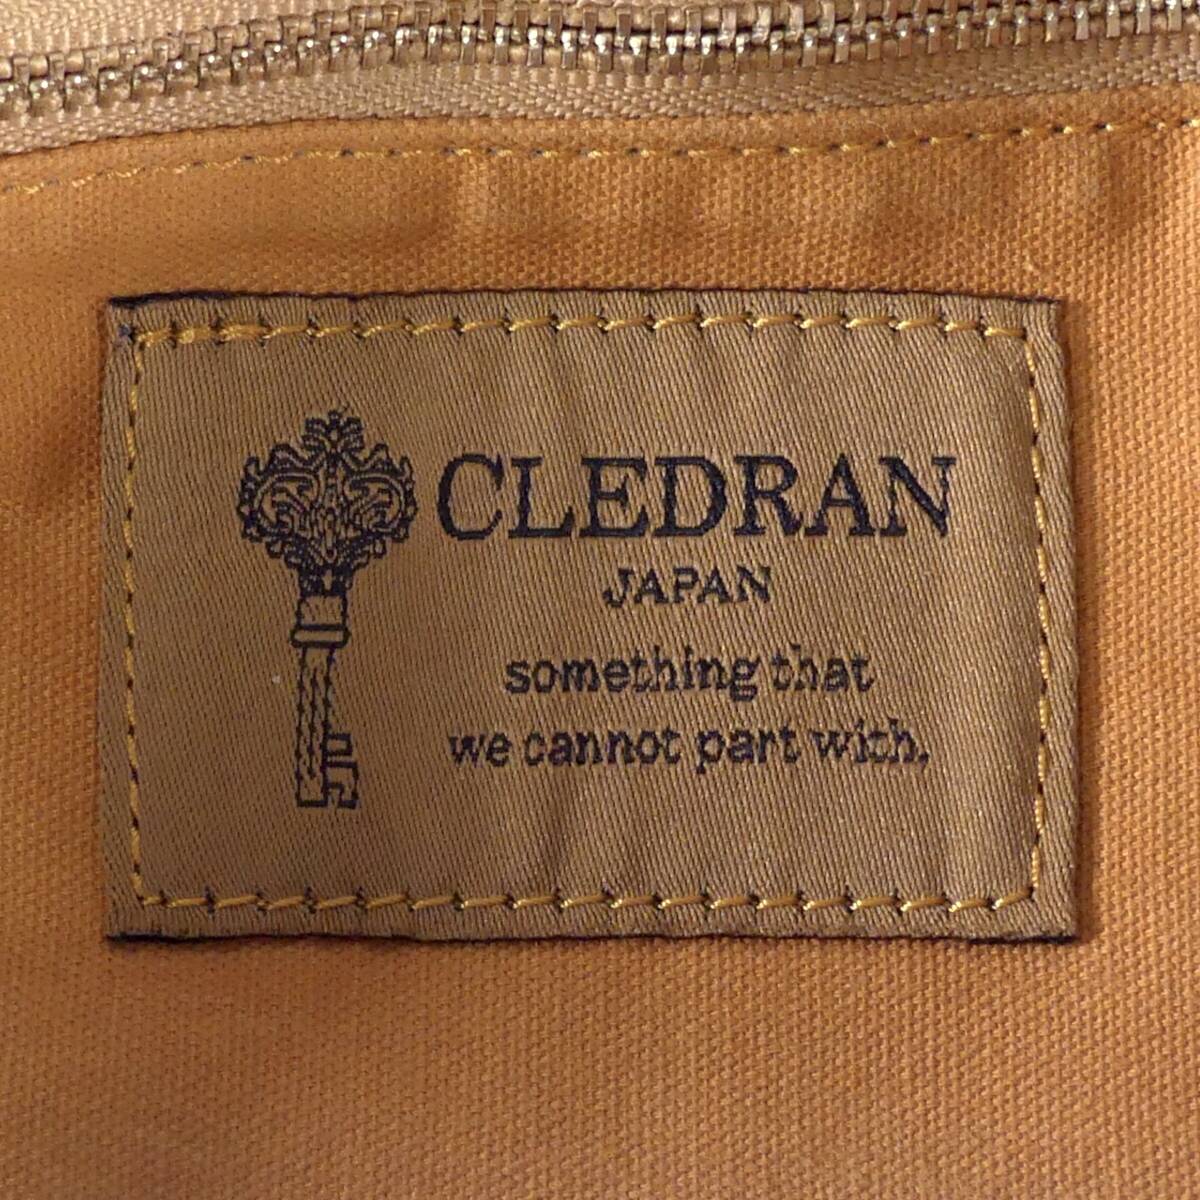 CLEDRAN
JAPAN
something that
we cannot part with.